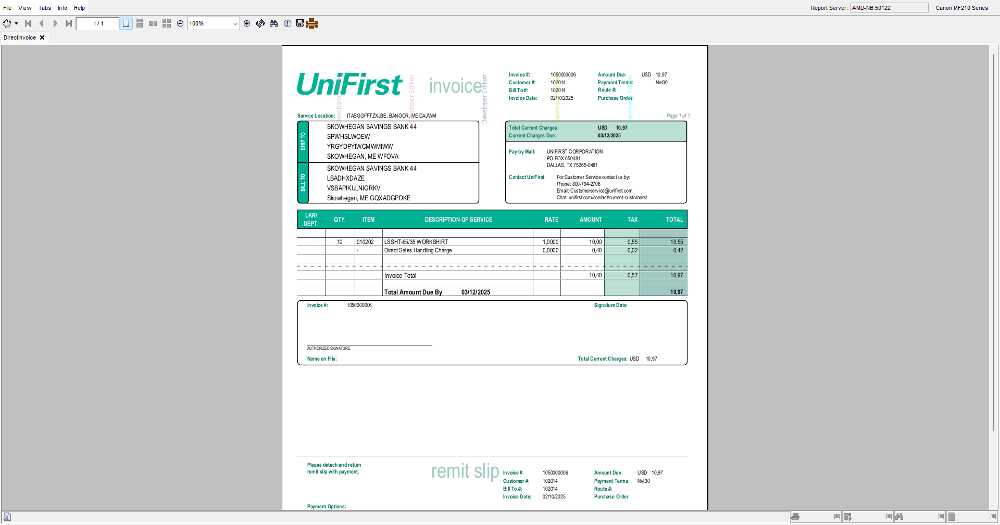 File View Tabs Info Help
Report Server: AMD-NB:50122 Canon MF210 Series
1 / 1 100%
DirectInvoice
UniFirst
invoice
Developer Edition
Developer Edition
Developer Edition
Developer Edition
Developer Edition
Invoice #: 1050000006 Amount Due: USD 10,97
Customer #: 102014 Payment Terms: Net30
Bill To #: 102014 Route #:
Invoice Date: 02/10/2025 Purchase Order:
Service Location: ITASGGFFTZXJBE, BANGOR, ME DAJWM
Page 1 of 1
SHIP TO
SKOWHEGAN SAVINGS BANK 44
SPWHSLWOEW
YRGYDPYIWCMWMIWW
SKOWHEGAN, ME WFOVA
BILL TO
SKOWHEGAN SAVINGS BANK 44
LBADHXDAZE
VSBAPIKULNIGRKV
Skowhegan, ME GQXADGPDKE
Total Current Charges: USD 10,97
Current Charges Due: 03/12/2025
Pay by Mail: UNIFIRST CORPORATION
PO BOX 650481
DALLAS, TX 75265-0481
Contact UniFirst: For Customer Service contact us by:
Phone: 800-794-2706
Email: Customerservice@unifirst.com
Chat: unifirst.com/contact/current-customers/
LKR/
DEPT. QTY. ITEM DESCRIPTION OF SERVICE RATE AMOUNT TAX TOTAL
10 010202 LSSHT-65/35 WORKSHIRT 1,0000 10,00 0,55 10,55
- Direct Sales Handling Charge 0,0000 0,40 0,02 0,42
Invoice Total 10,40 0,57 10,97
Total Amount Due By 03/12/2025 10,97
Invoice #: 1050000006 Signature Date:
AUTHORIZED SIGNATURE
Name on File: Total Current Charges: USD 10,97
Please detach and return
remit slip with payment.
remit slip
Invoice #: 1050000006 Amount Due: USD 10,97
Customer #: 102014 Payment Terms: Net30
Bill To #: 102014 Route #:
Invoice Date: 02/10/2025 Purchase Order:
Payment Options: